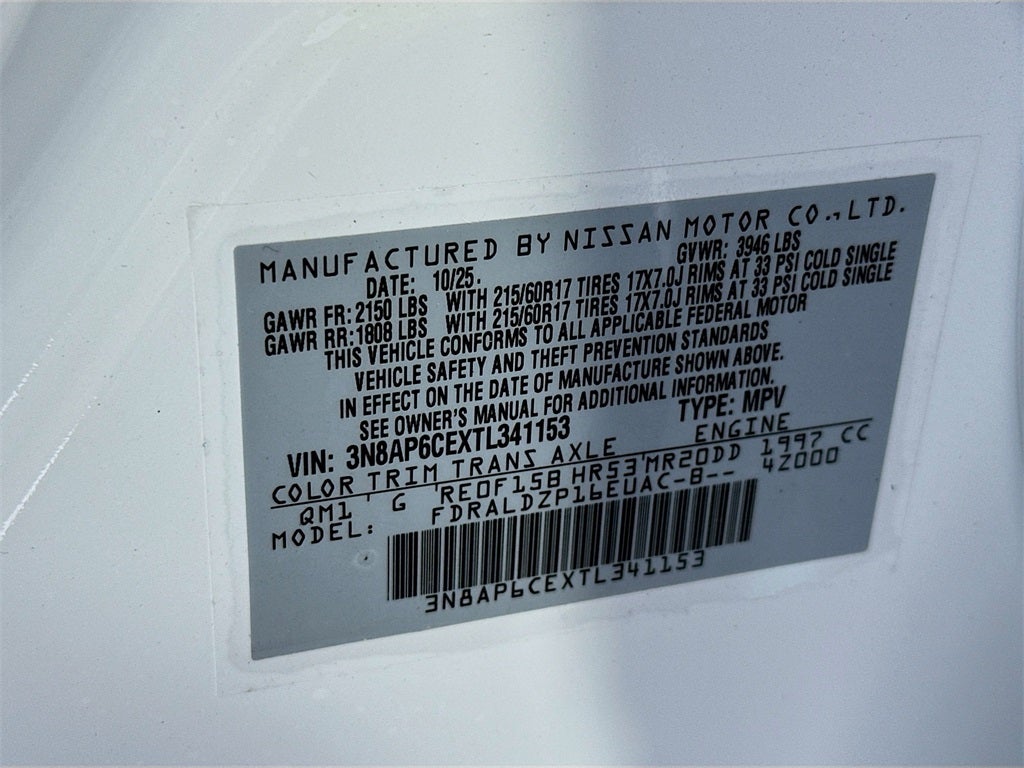 MANUFACTURED BY NISSAN MOTOR CO., LTD.
DATE: 10/25. GVWR: 3946 LBS
GAWR FR: 2150 LBS WITH 215/60R17 TIRES 17X7.0J RIMS AT 33 PSI COLD SINGLE
GAWR RR: 1808 LBS WITH 215/60R17 TIRES 17X7.0J RIMS AT 33 PSI COLD SINGLE
THIS VEHICLE CONFORMS TO ALL APPLICABLE FEDERAL MOTOR
VEHICLE SAFETY AND THEFT PREVENTION STANDARDS
IN EFFECT ON THE DATE OF MANUFACTURE SHOWN ABOVE.
SEE OWNER'S MANUAL FOR ADDITIONAL INFORMATION.
VIN: 3N8AP6CEXTL341153 TYPE: MPV
COLOR TRIM TRANS AXLE ENGINE
QM1 ' G ' RE0F15B HR53'MR20DD 1997 CC
MODEL: FDRALDZP16EUAC-B-- 4Z000
3N8AP6CEXTL341153